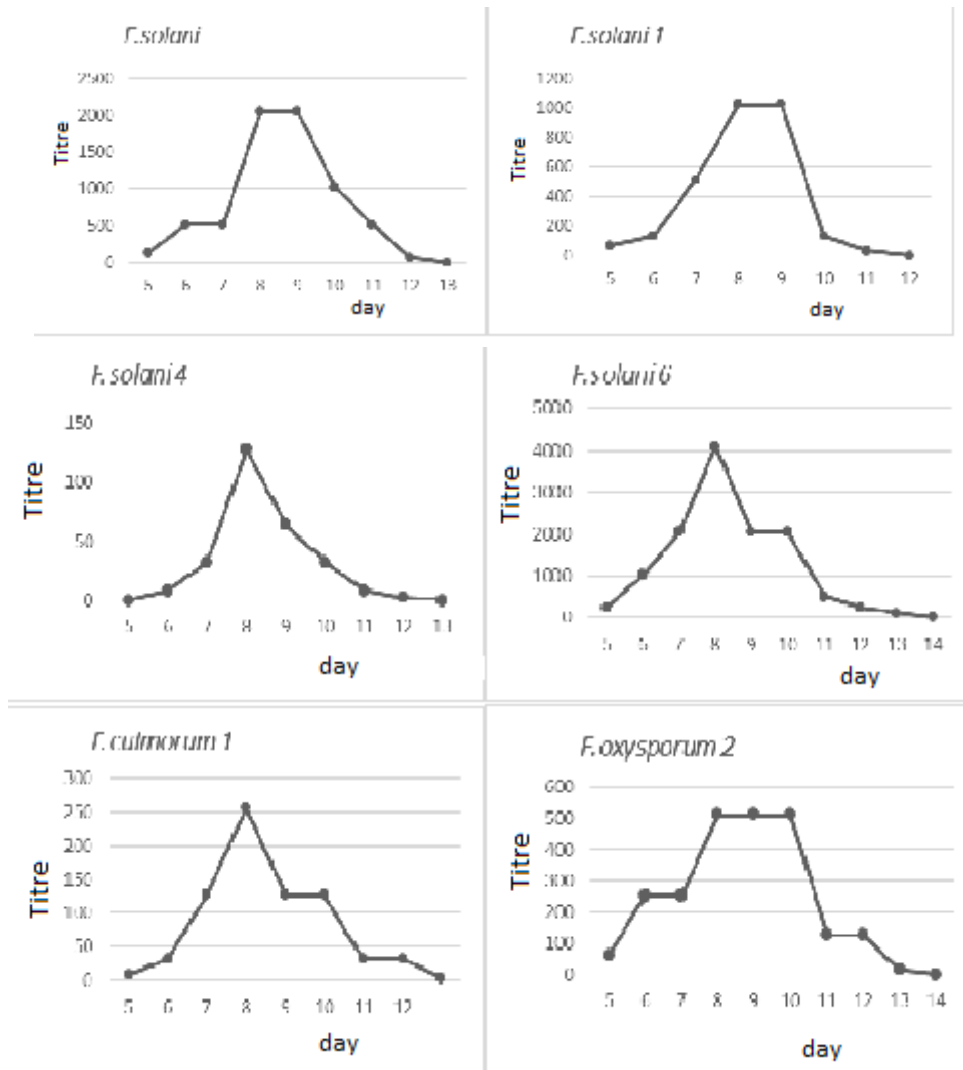 F.solani
Titre
2500
2000
1500
1000
500
0
5 6 7 8 9 10 11 12 13
day
F.solani 1
Titre
1200
1000
800
600
400
200
0
5 6 7 8 9 10 11 12
day
F. solani 4
Titre
150
100
50
0
5 6 7 8 9 10 11 12 13
day
F. solani 6
Titre
5000
4000
3000
2000
1000
0
5 6 7 8 9 10 11 12 13 14
day
F. culmorum 1
Titre
300
250
200
150
100
50
0
5 6 7 8 9 10 11 12
day
F. oxysporum 2
Titre
600
500
400
300
200
100
0
5 6 7 8 9 10 11 12 13 14
day